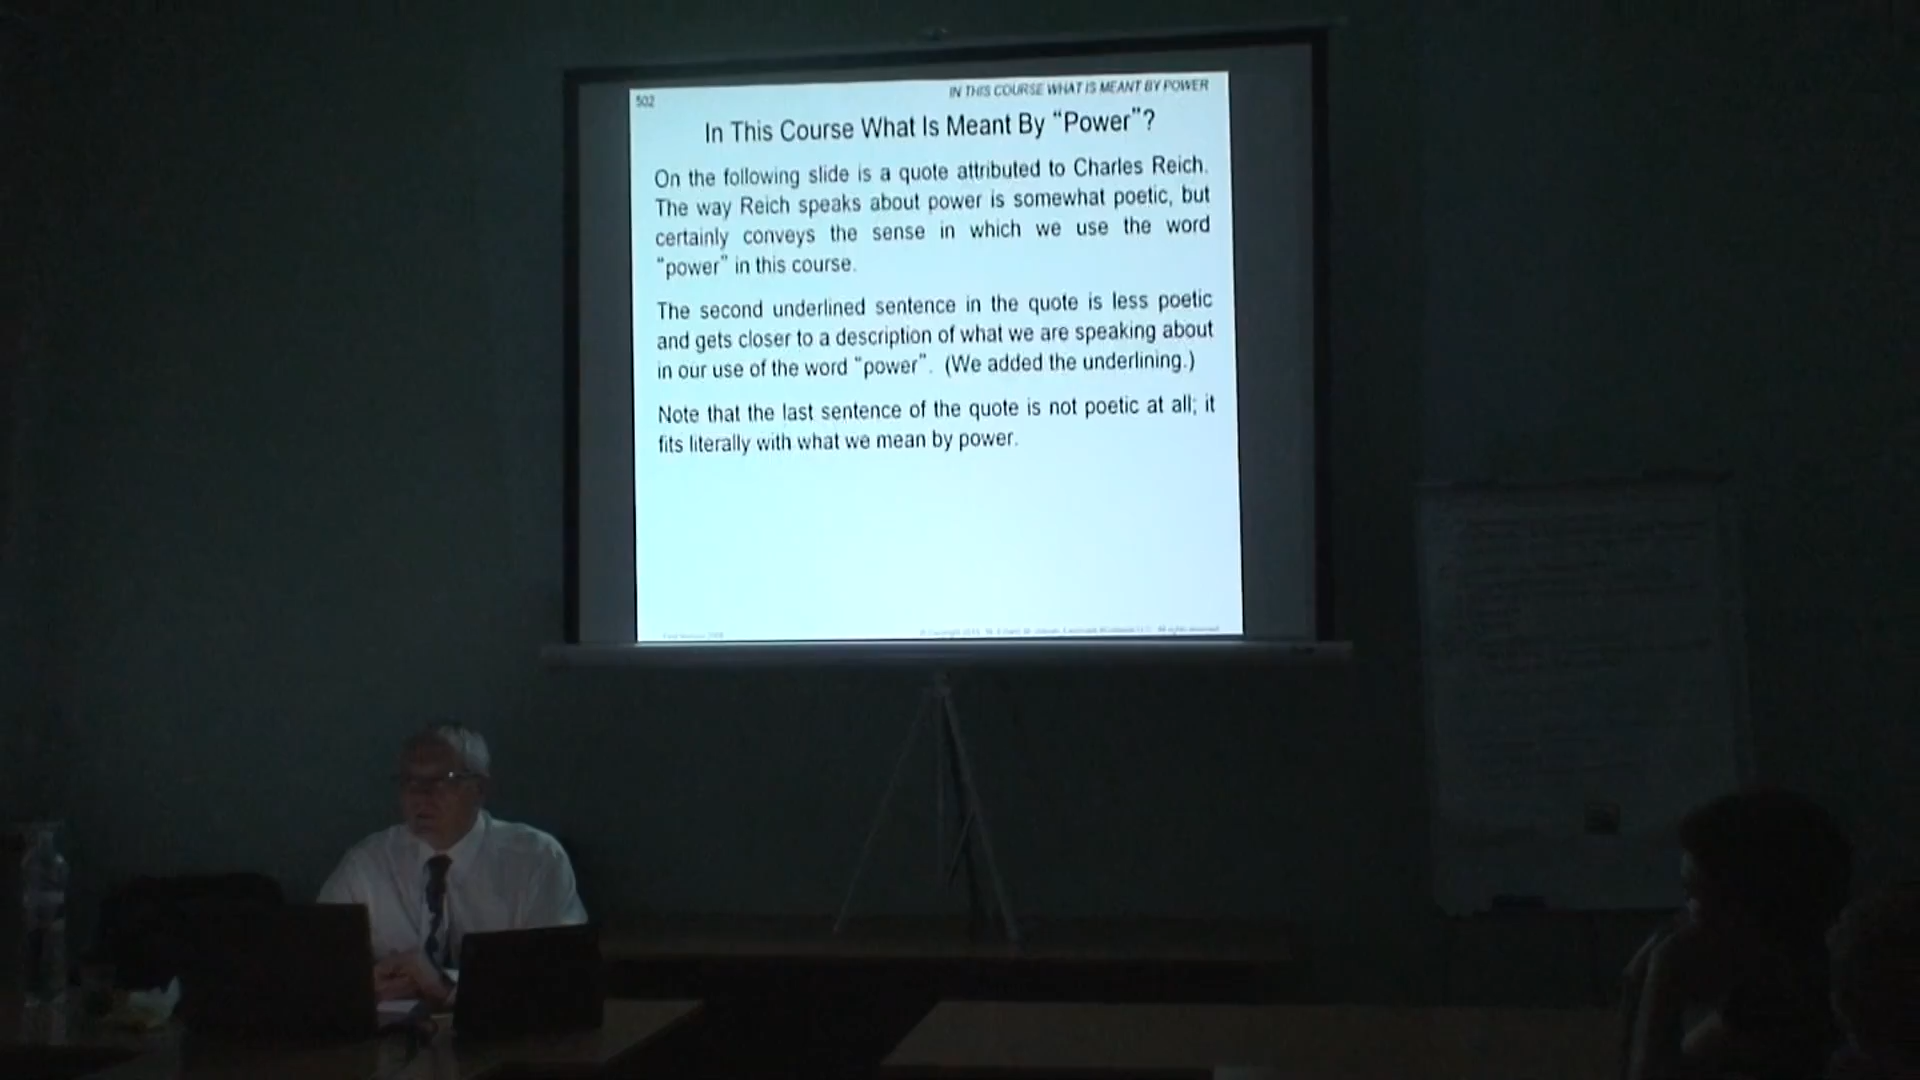 502
IN THIS COURSE WHAT IS MEANT BY POWER
In This Course What Is Meant By “Power”?
On the following slide is a quote attributed to Charles Reich.
The way Reich speaks about power is somewhat poetic, but
certainly conveys the sense in which we use the word
“power” in this course.
The second underlined sentence in the quote is less poetic
and gets closer to a description of what we are speaking about
in our use of the word “power”. (We added the underlining.)
Note that the last sentence of the quote is not poetic at all; it
fits literally with what we mean by power.
All rights reserved